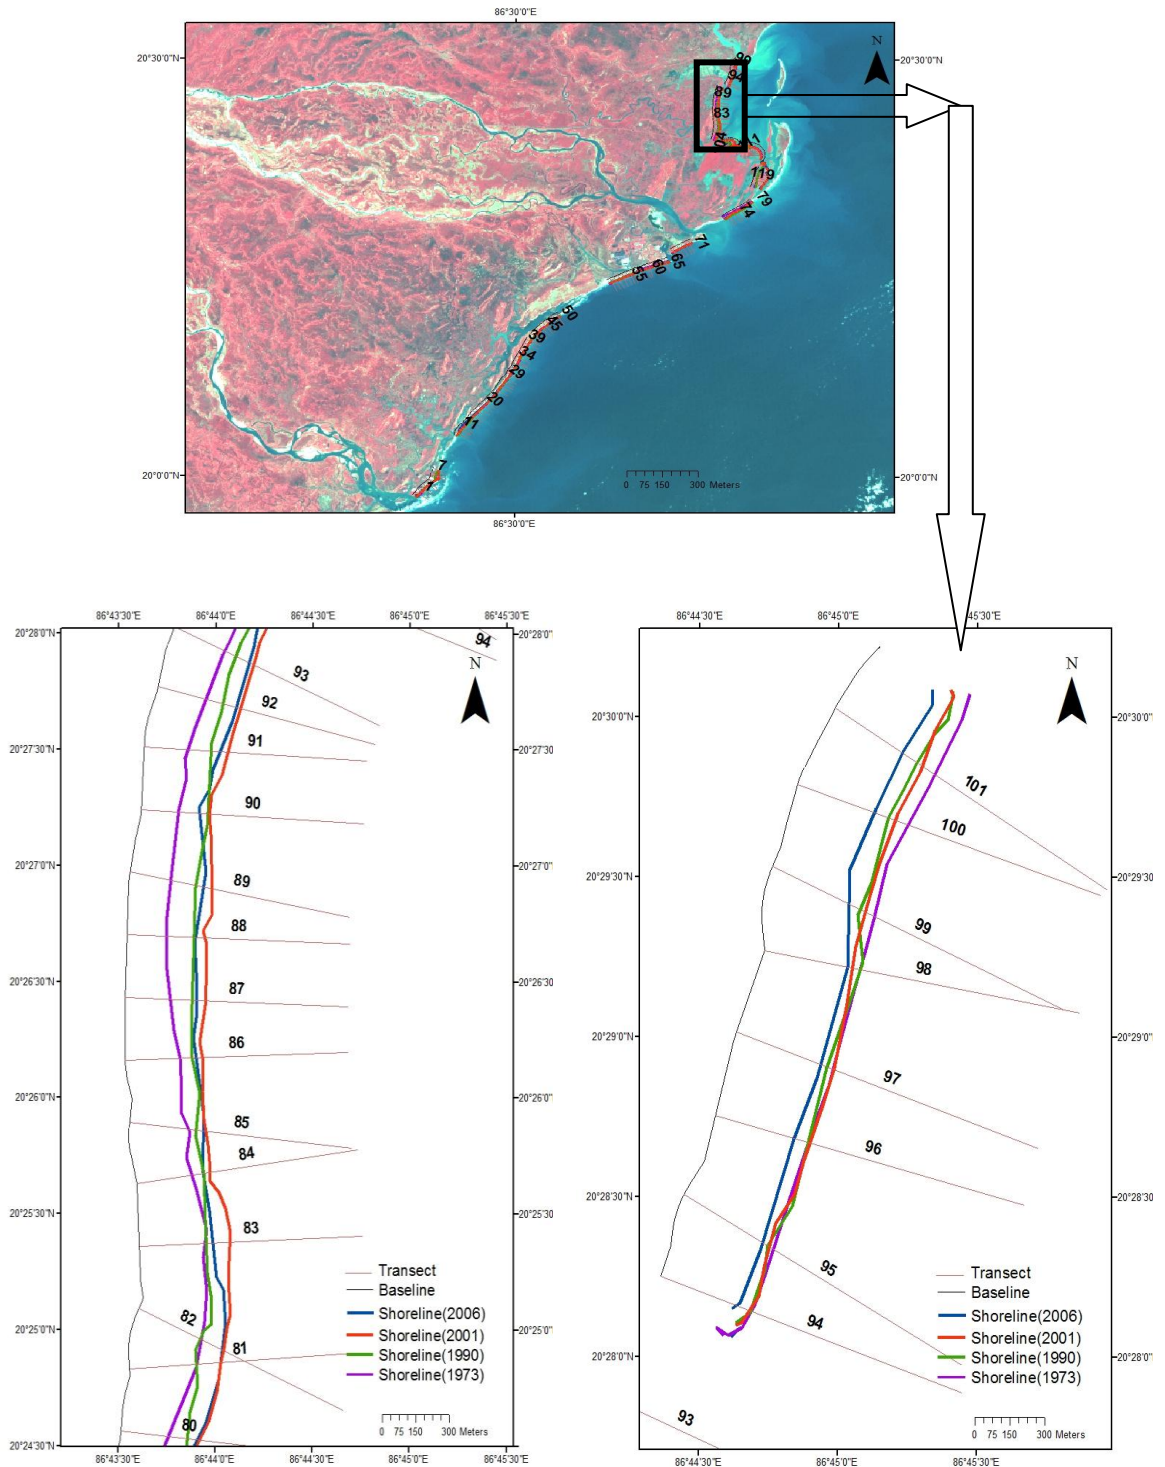 86°30'0"E
20°30'0"N
20°30'0"N
N
99
94
89
83
04
1
119
79
74
71
65
60
55
50
45
39
34
29
20
11
7
1
0 75 150 300 Meters
20°0'0"N
20°0'0"N
86°30'0"E
86°43'30"E 86°44'0"E 86°44'30"E 86°45'0"E 86°45'30"E
20°28'0"N
20°28'0"N
94
N
93
92
91
20°27'30"N
20°27'30"N
90
20°27'0"N
20°27'0"N
89
88
20°26'30"N
20°26'30"N
87
86
20°26'0"N
20°26'0"N
85
84
20°25'30"N
20°25'30"N
83
Transect
Baseline
Shoreline(2006)
Shoreline(2001)
Shoreline(1990)
Shoreline(1973)
82
20°25'0"N
20°25'0"N
81
80
0 75 150 300 Meters
20°24'30"N
20°24'30"N
86°43'30"E 86°44'0"E 86°44'30"E 86°45'0"E 86°45'30"E
86°44'30"E 86°45'0"E 45'30"E
N
20°30'0"N
20°30'0"N
101
100
20°29'30"N
20°29'30"N
99
98
20°29'0"N
20°29'0"N
97
96
20°28'30"N
20°28'30"N
95
94
Transect
Baseline
Shoreline(2006)
Shoreline(2001)
Shoreline(1990)
Shoreline(1973)
20°28'0"N
20°28'0"N
93
0 75 150 300 Meters
86°44'30"E 86°45'0"E 86°45'30"E